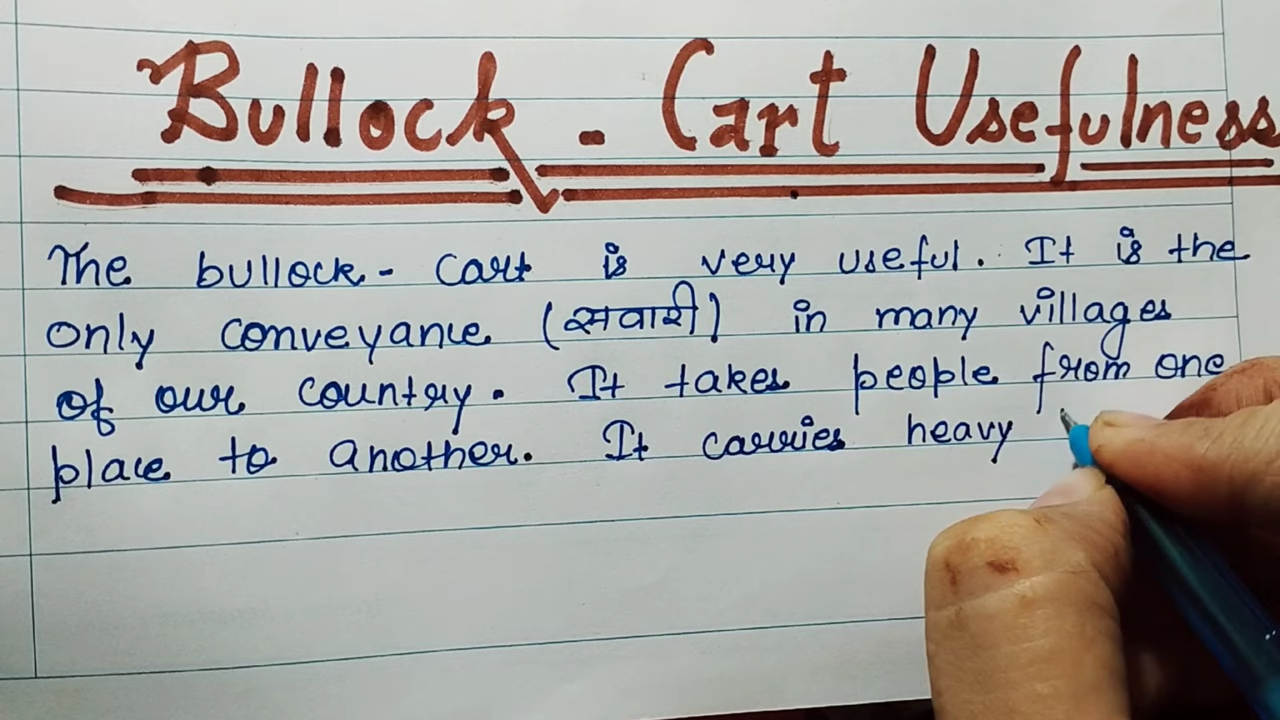 Bullock - Cart Usefulness
The bullock - cart is very useful. It is the
only conveyance (सवारी) in many villages
of our country. It takes people from one
place to another. It carries heavy